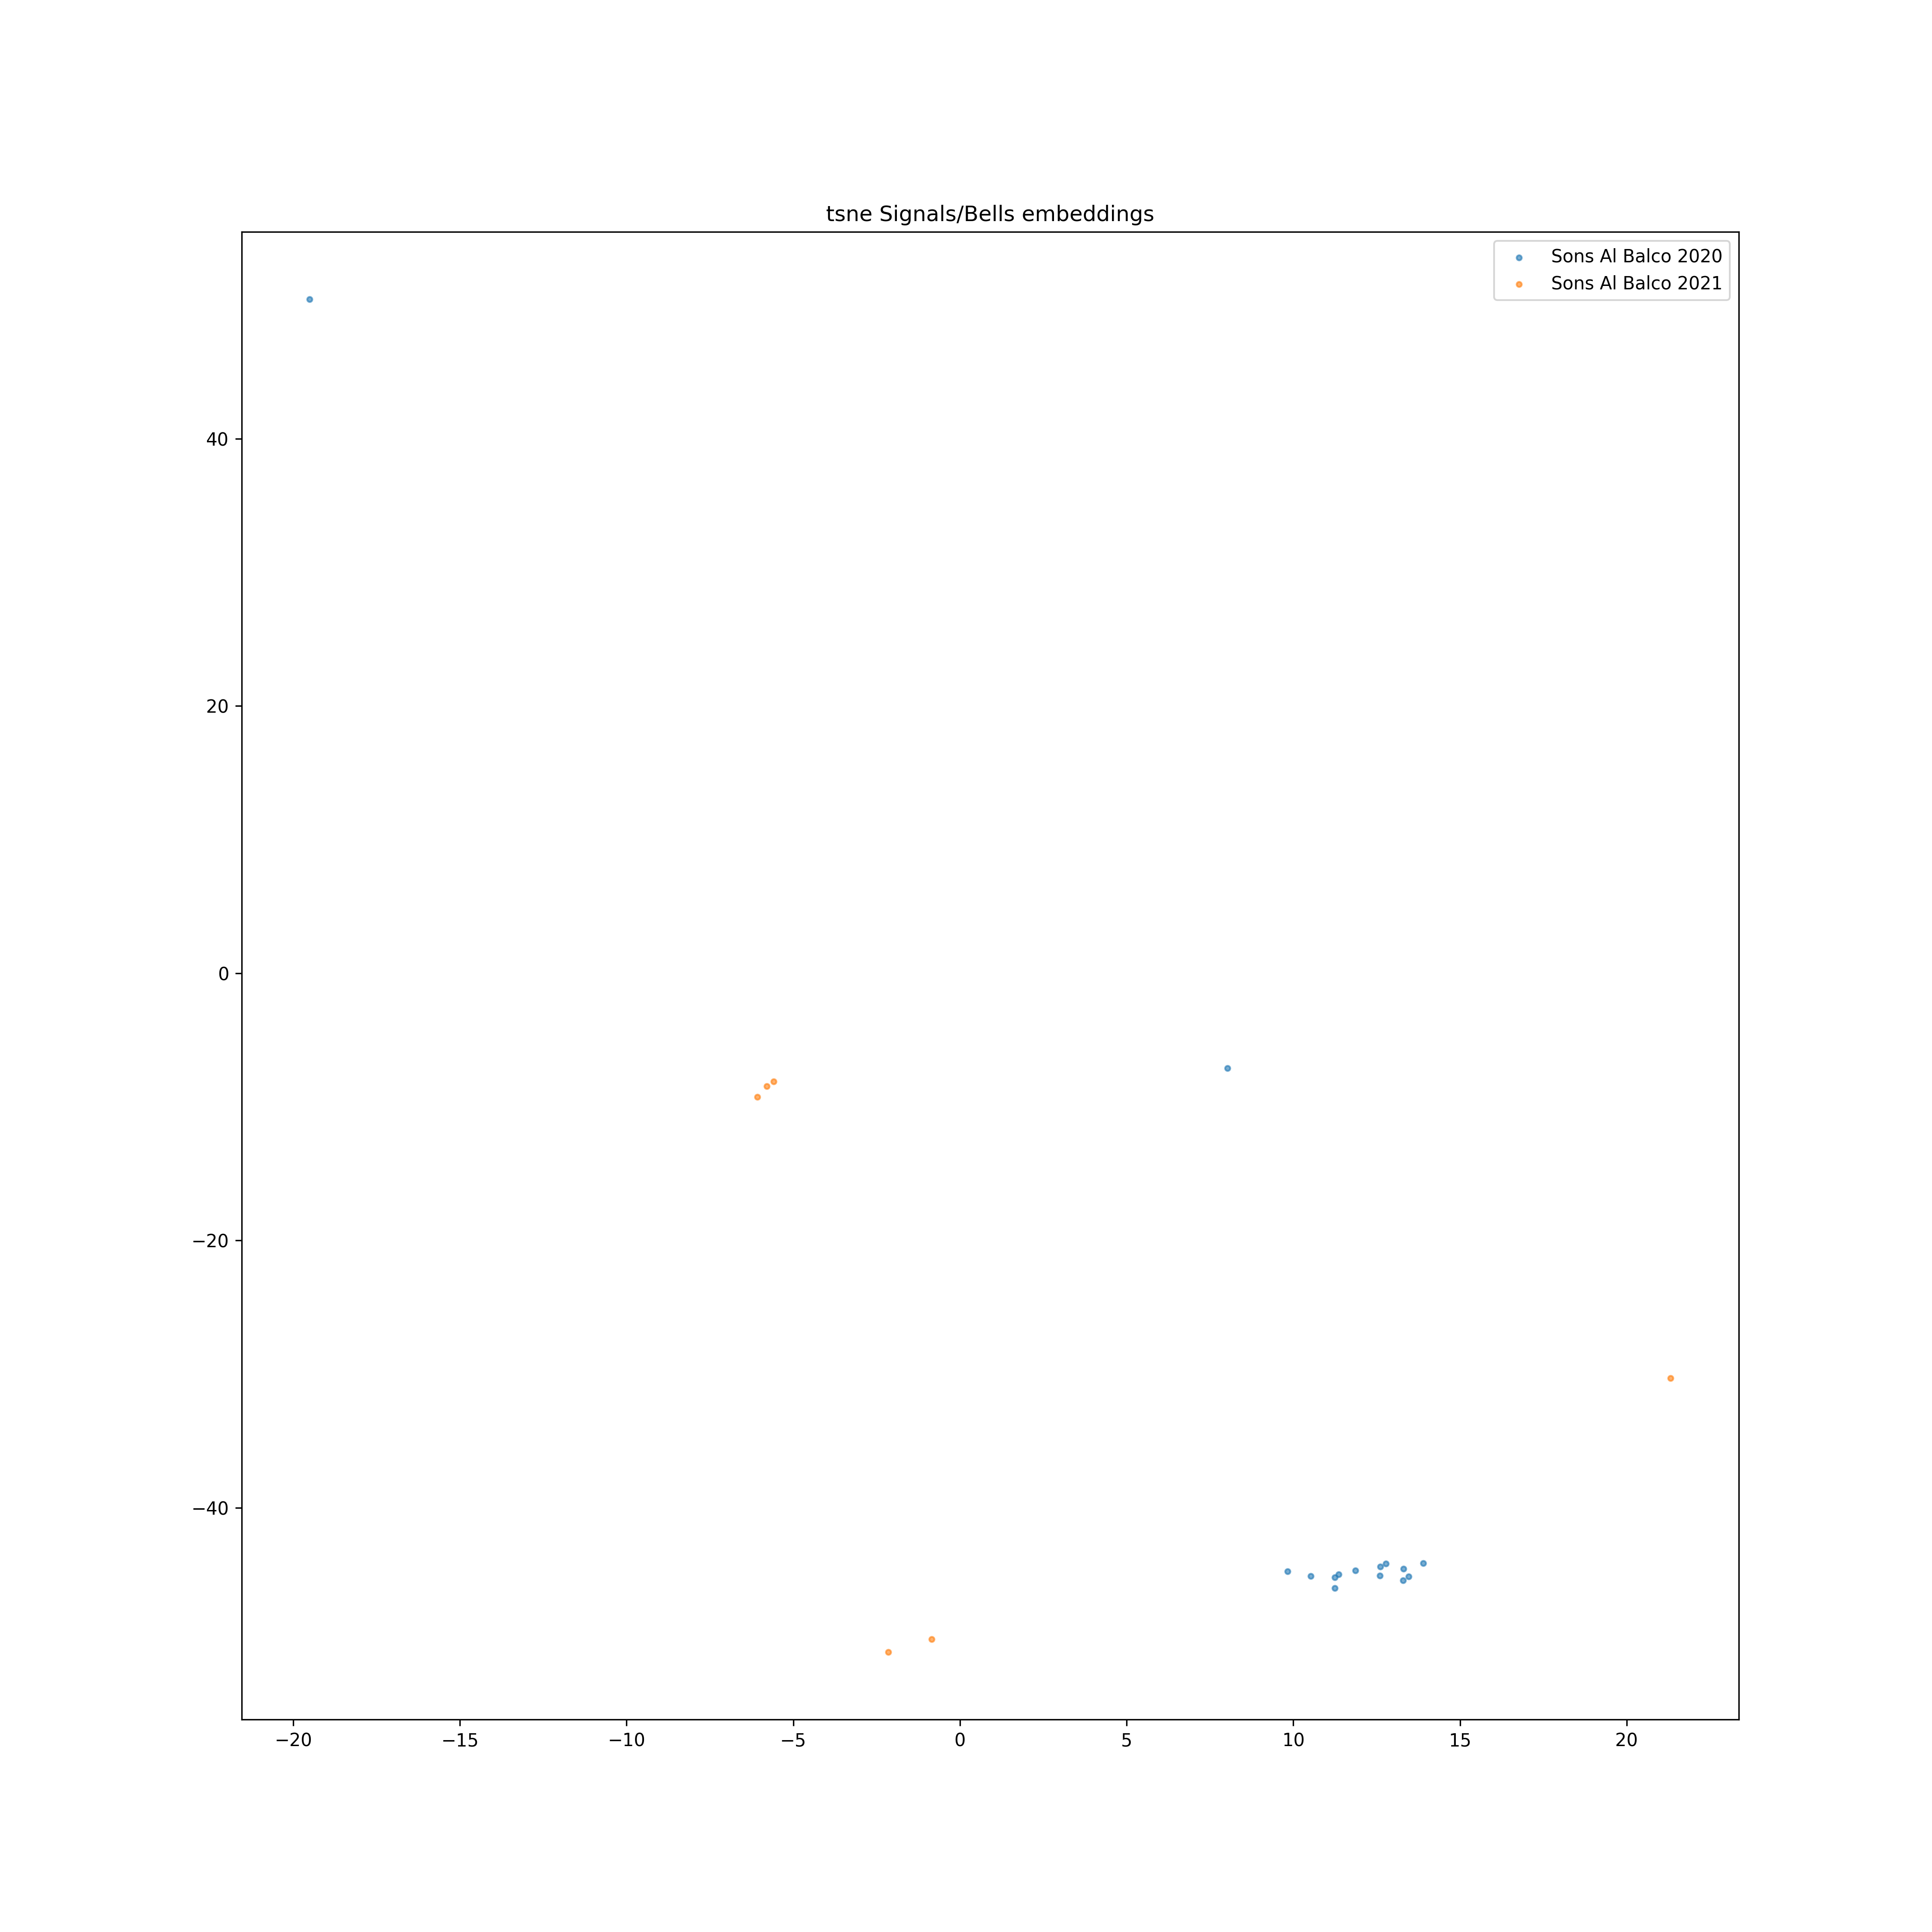 tsne Signals/Bells embeddings
Sons Al Balco 2020
Sons Al Balco 2021
40
20
0
−20
−40
−20 −15 −10 −5 0 5 10 15 20